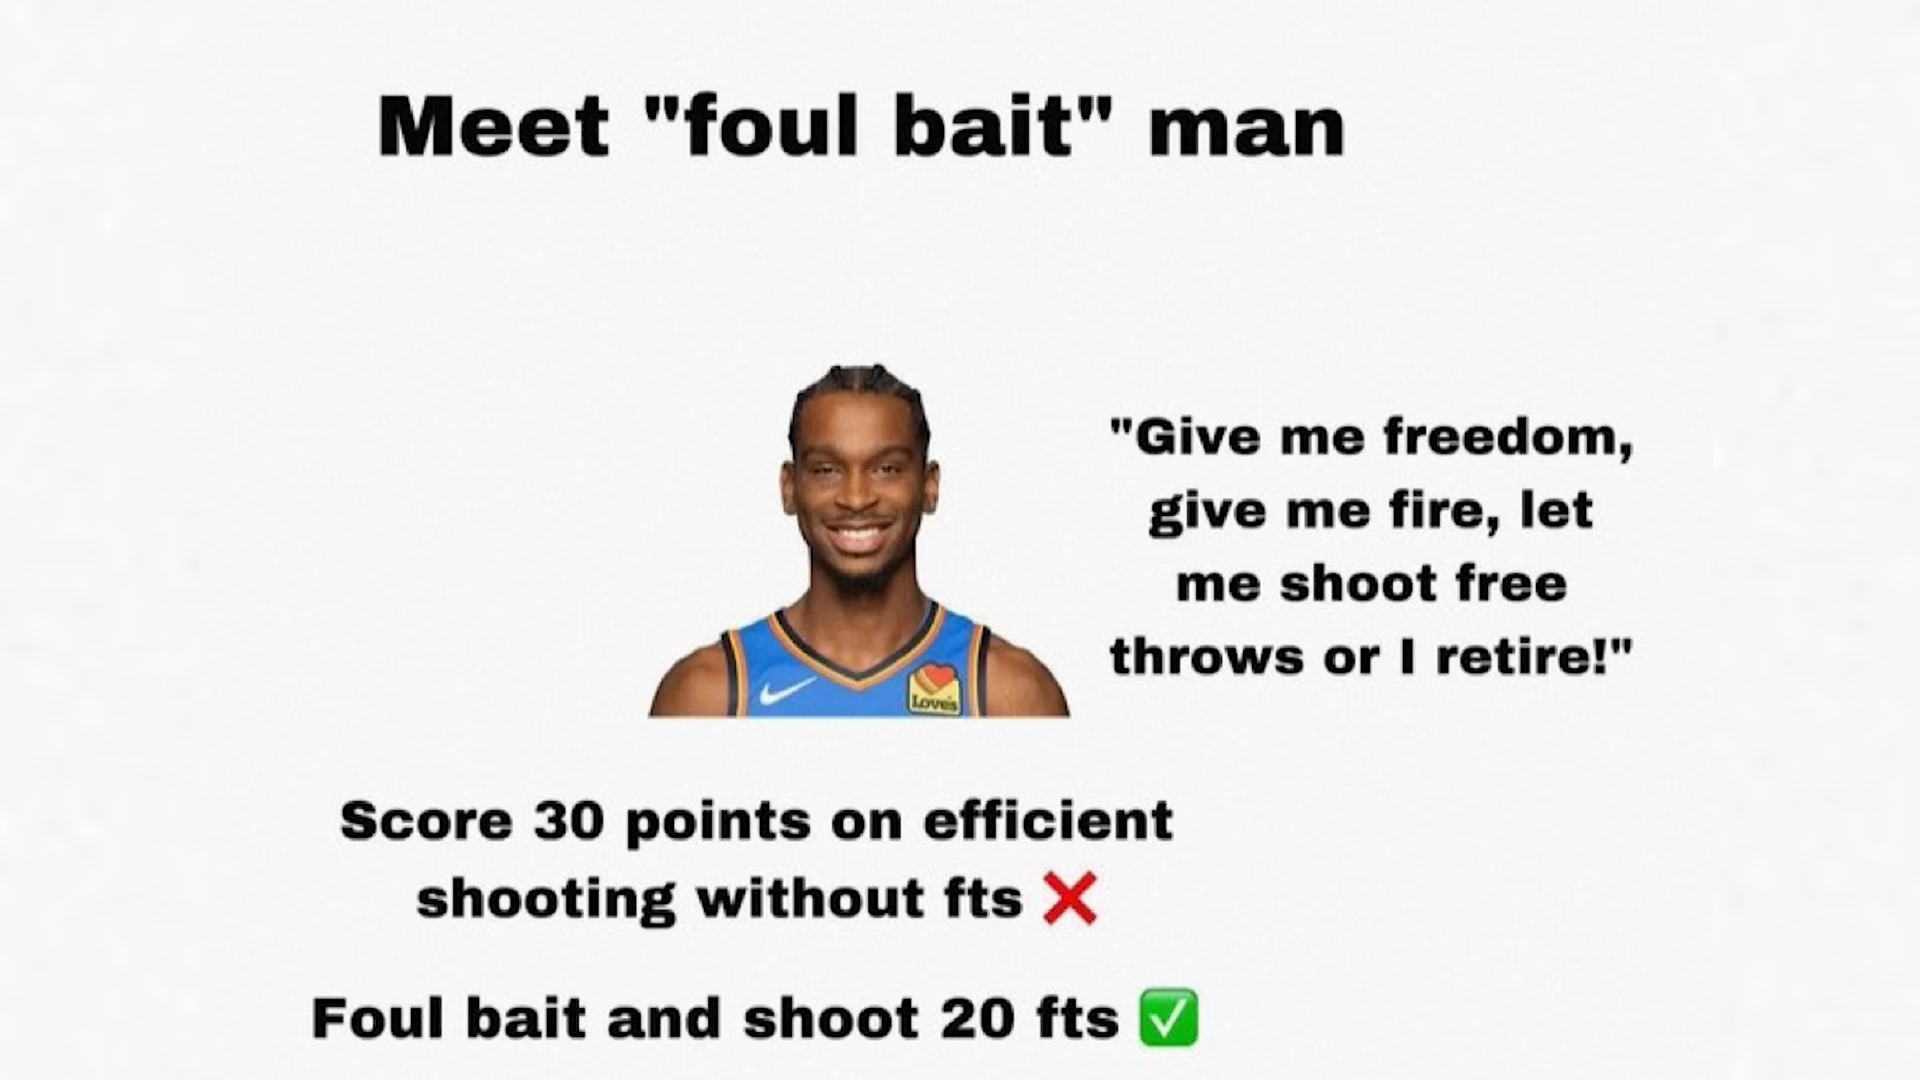 Meet "foul bait" man
"Give me freedom,
give me fire, let
me shoot free
throws or I retire!"
Love's
Score 30 points on efficient
shooting without fts ❌
Foul bait and shoot 20 fts ✅